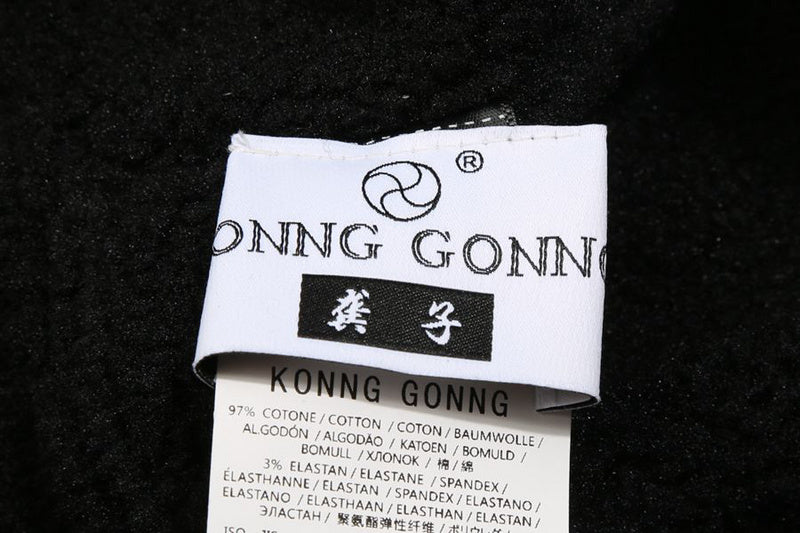 ®
KONNG GONNG
龚 子
KONNG GONNG
97% COTONE / COTTON / COTON / BAUMWOLLE /
ALGODÓN / ALGODÃO / KATOEN / BOMULD /
BOMULL / ХЛОПОК / 棉 / 綿
3% ELASTAN / ELASTANE / SPANDEX /
ÉLASTHANNE / ELASTAN / SPANDEX / ELASTANO /
ELASTANO / ELASTHAAN / ELASTHAN / ELASTAN /
ЭЛАСТАН / 聚氨酯弹性纤维 / ポリウレタン